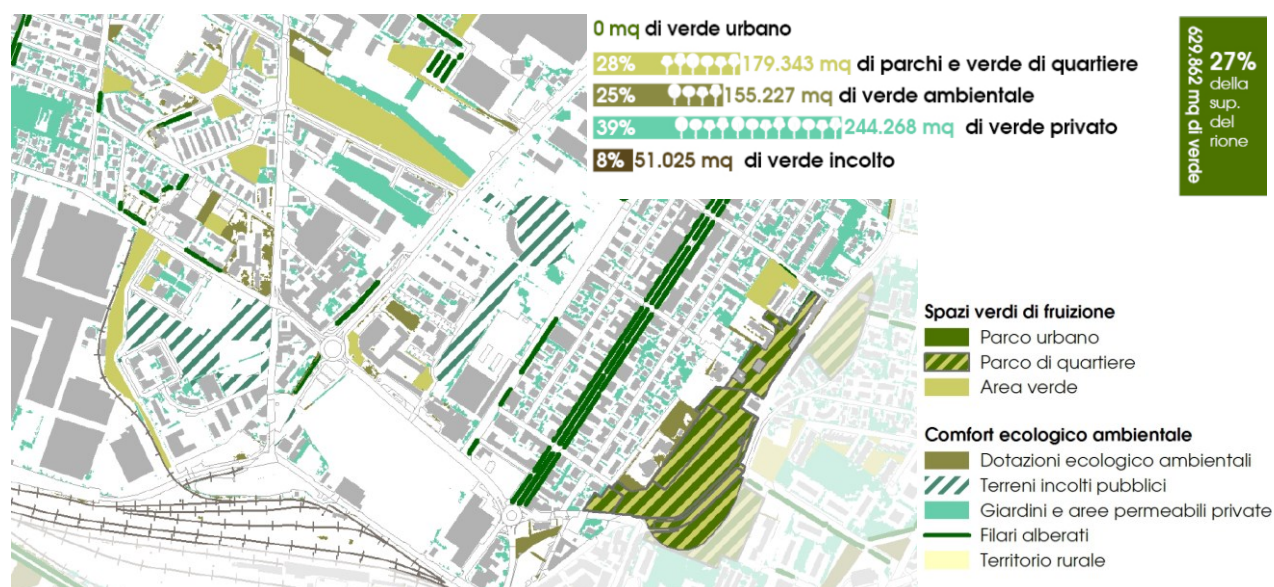 0 mq di verde urbano
28% 179.343 mq di parchi e verde di quartiere
25% 155.227 mq di verde ambientale
39% 244.268 mq di verde privato
8% 51.025 mq di verde incolto
629.862 mq di verde
27%
della
sup.
del
rione
Spazi verdi di fruizione
Parco urbano
Parco di quartiere
Area verde
Comfort ecologico ambientale
Dotazioni ecologico ambientali
Terreni incolti pubblici
Giardini e aree permeabili private
Filari alberati
Territorio rurale